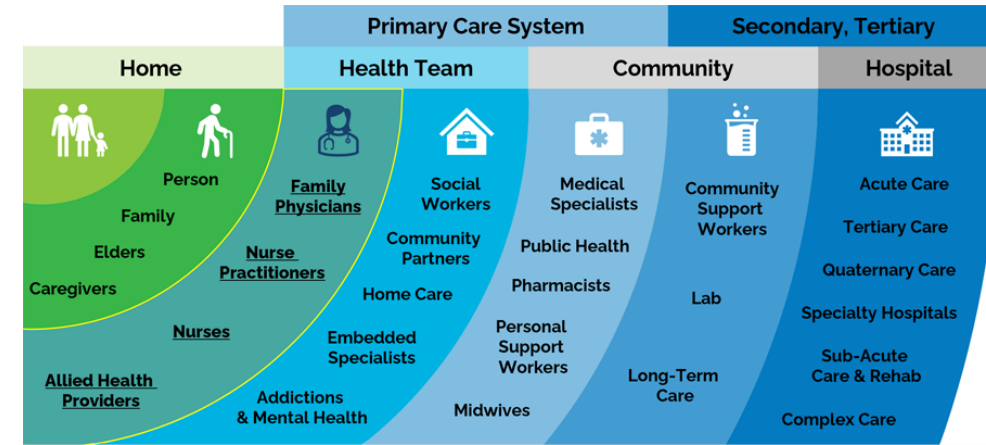 Primary Care System
Secondary, Tertiary
Home
Health Team
Community
Hospital
Person
Family
Elders
Caregivers
Family
Physicians
Nurse
Practitioners
Nurses
Allied Health
Providers
Social
Workers
Community
Partners
Home Care
Embedded
Specialists
Addictions
& Mental Health
Medical
Specialists
Public Health
Pharmacists
Personal
Support
Workers
Midwives
Community
Support
Workers
Lab
Long-Term
Care
Acute Care
Tertiary Care
Quaternary Care
Specialty Hospitals
Sub-Acute
Care & Rehab
Complex Care